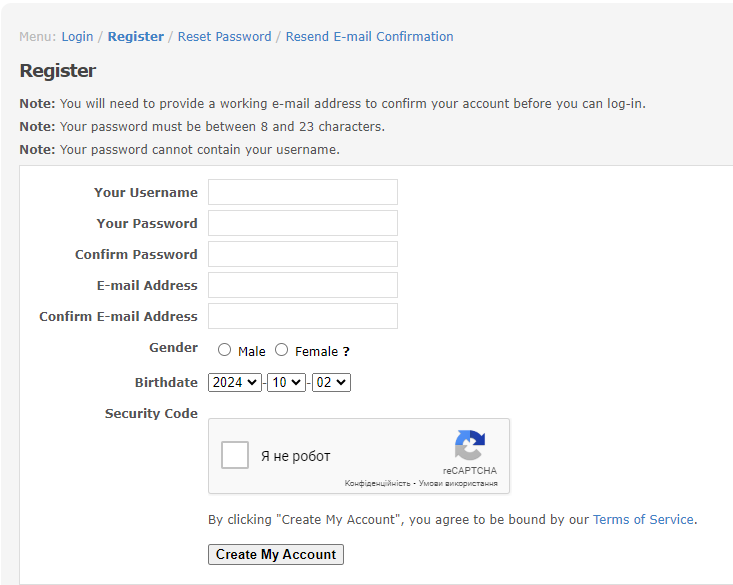 Menu: Login / Register / Reset Password / Resend E-mail Confirmation
Register
Note: You will need to provide a working e-mail address to confirm your account before you can log-in.
Note: Your password must be between 8 and 23 characters.
Note: Your password cannot contain your username.
Your Username
Your Password
Confirm Password
E-mail Address
Confirm E-mail Address
Gender Male Female ?
Birthdate 2024 - 10 - 02
Security Code
Я не робот
reCAPTCHA
Конфіденційність - Умови використання
By clicking "Create My Account", you agree to be bound by our Terms of Service.
Create My Account